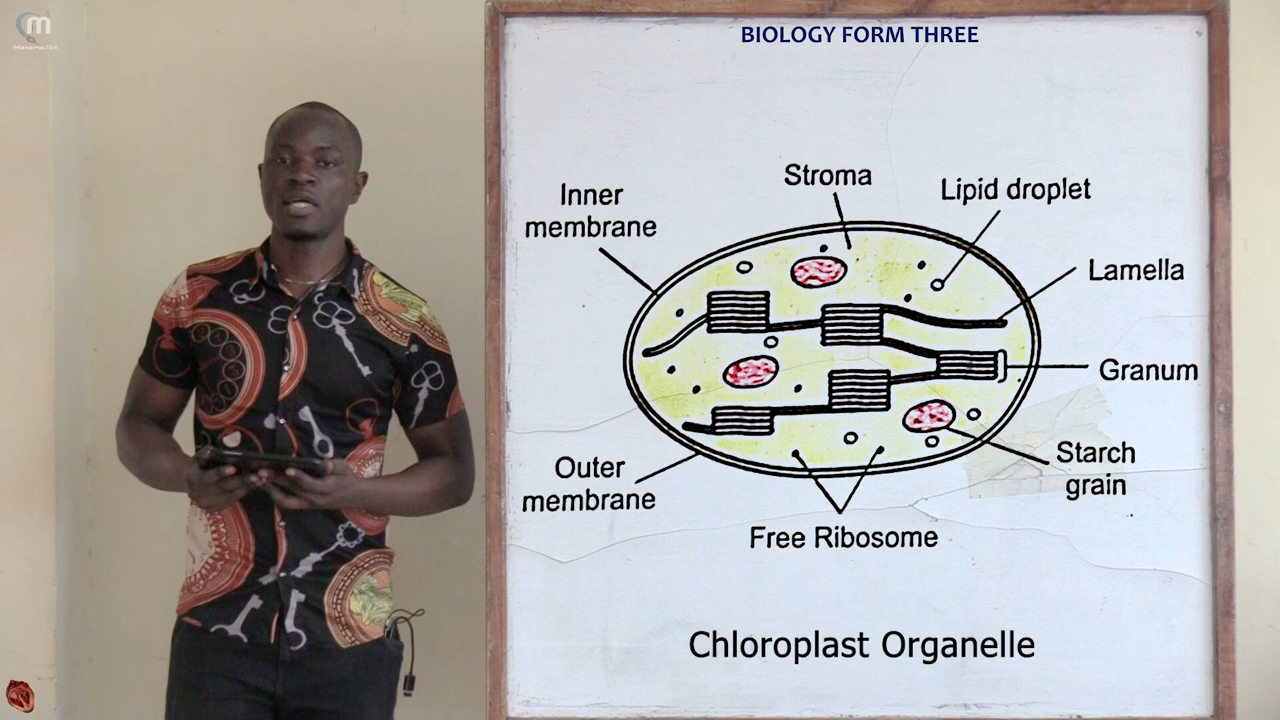 BIOLOGY FORM THREE
Stroma
Lipid droplet
Inner
membrane
Lamella
Granum
Starch
grain
Outer
membrane
Free Ribosome
Chloroplast Organelle